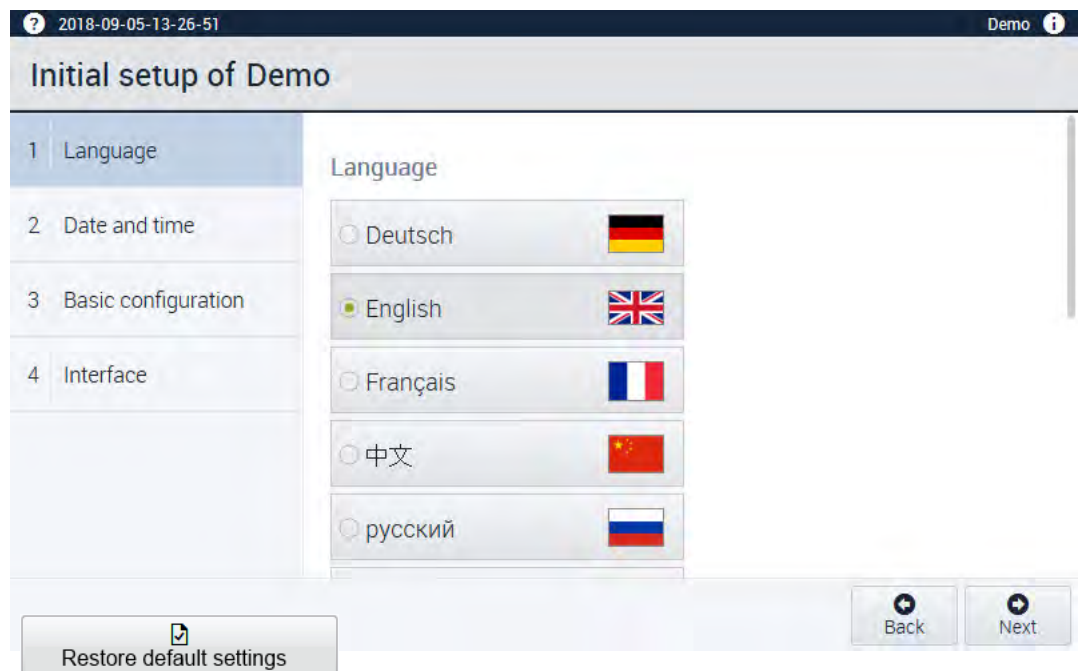 ? 2018-09-05-13-26-51 Demo i
Initial setup of Demo
1 Language
2 Date and time
3 Basic configuration
4 Interface
Language
Deutsch
English
Français
中文
русский
Back
Next
Restore default settings